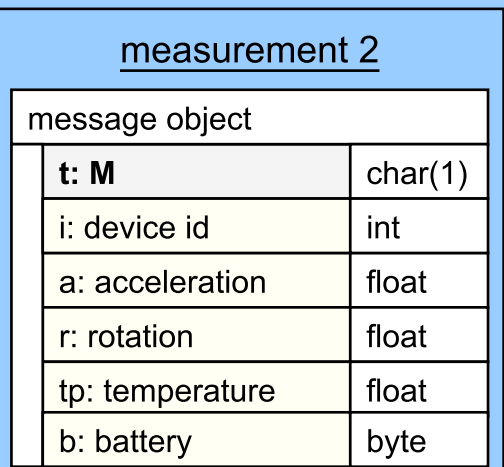 measurement 2
message object
t: M char(1)
i: device id int
a: acceleration float
r: rotation float
tp: temperature float
b: battery byte